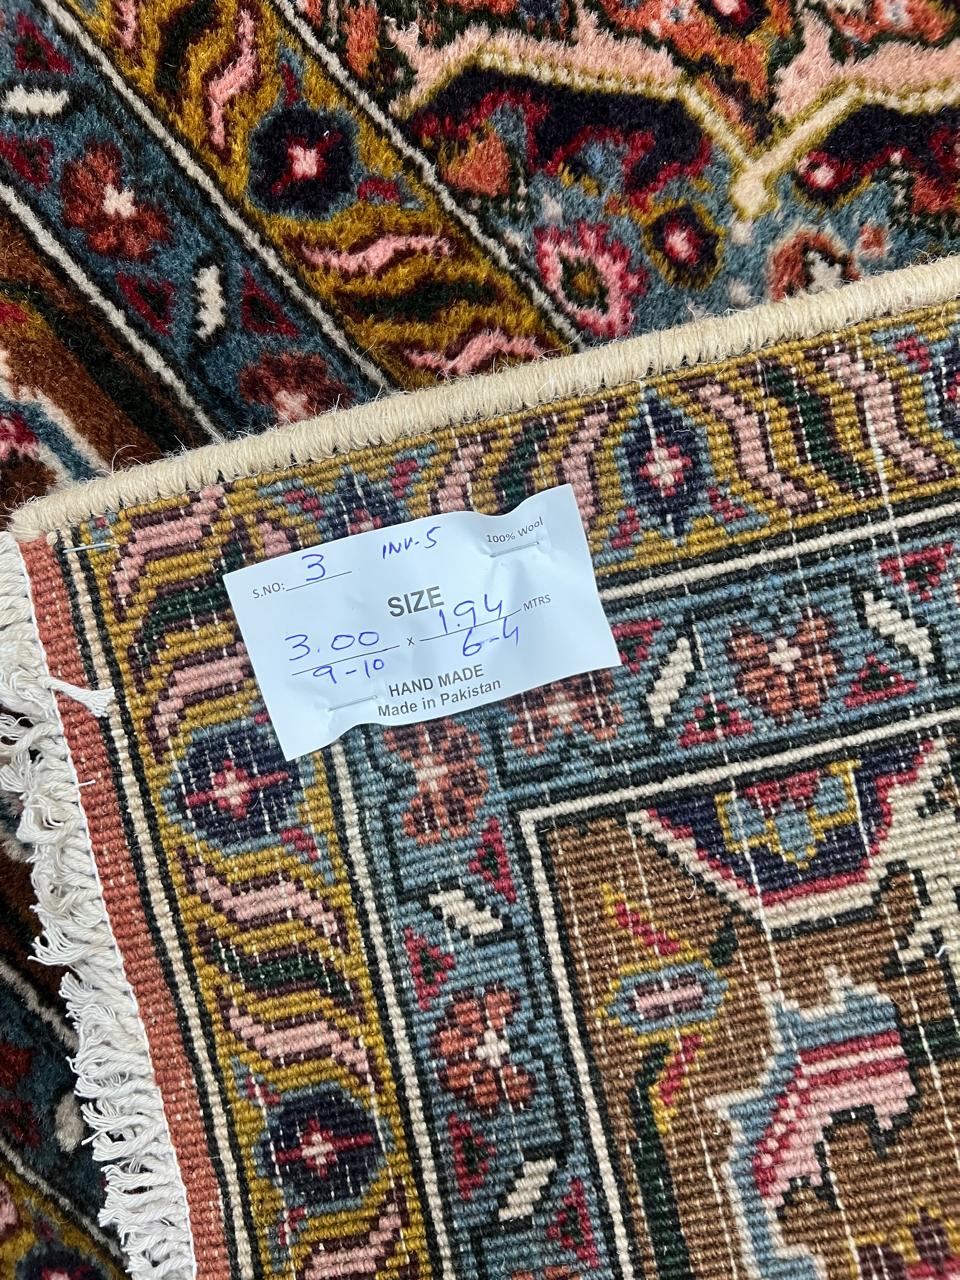 S.NO: 3 INV-5 100% Wool
SIZE
3.00 x 1.94 MTRS
9-10 6-4
HAND MADE
Made in Pakistan